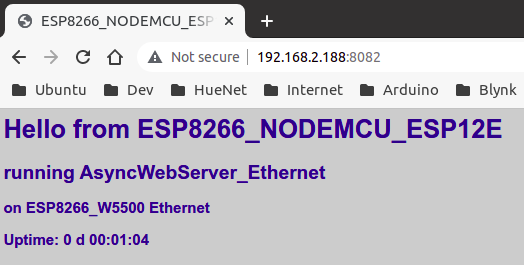 ESP8266_NODEMCU_ESP
Not secure 192.168.2.188:8082
Ubuntu Dev HueNet Internet Arduino Blynk
Hello from ESP8266_NODEMCU_ESP12E
running AsyncWebServer_Ethernet
on ESP8266_W5500 Ethernet
Uptime: 0 d 00:01:04